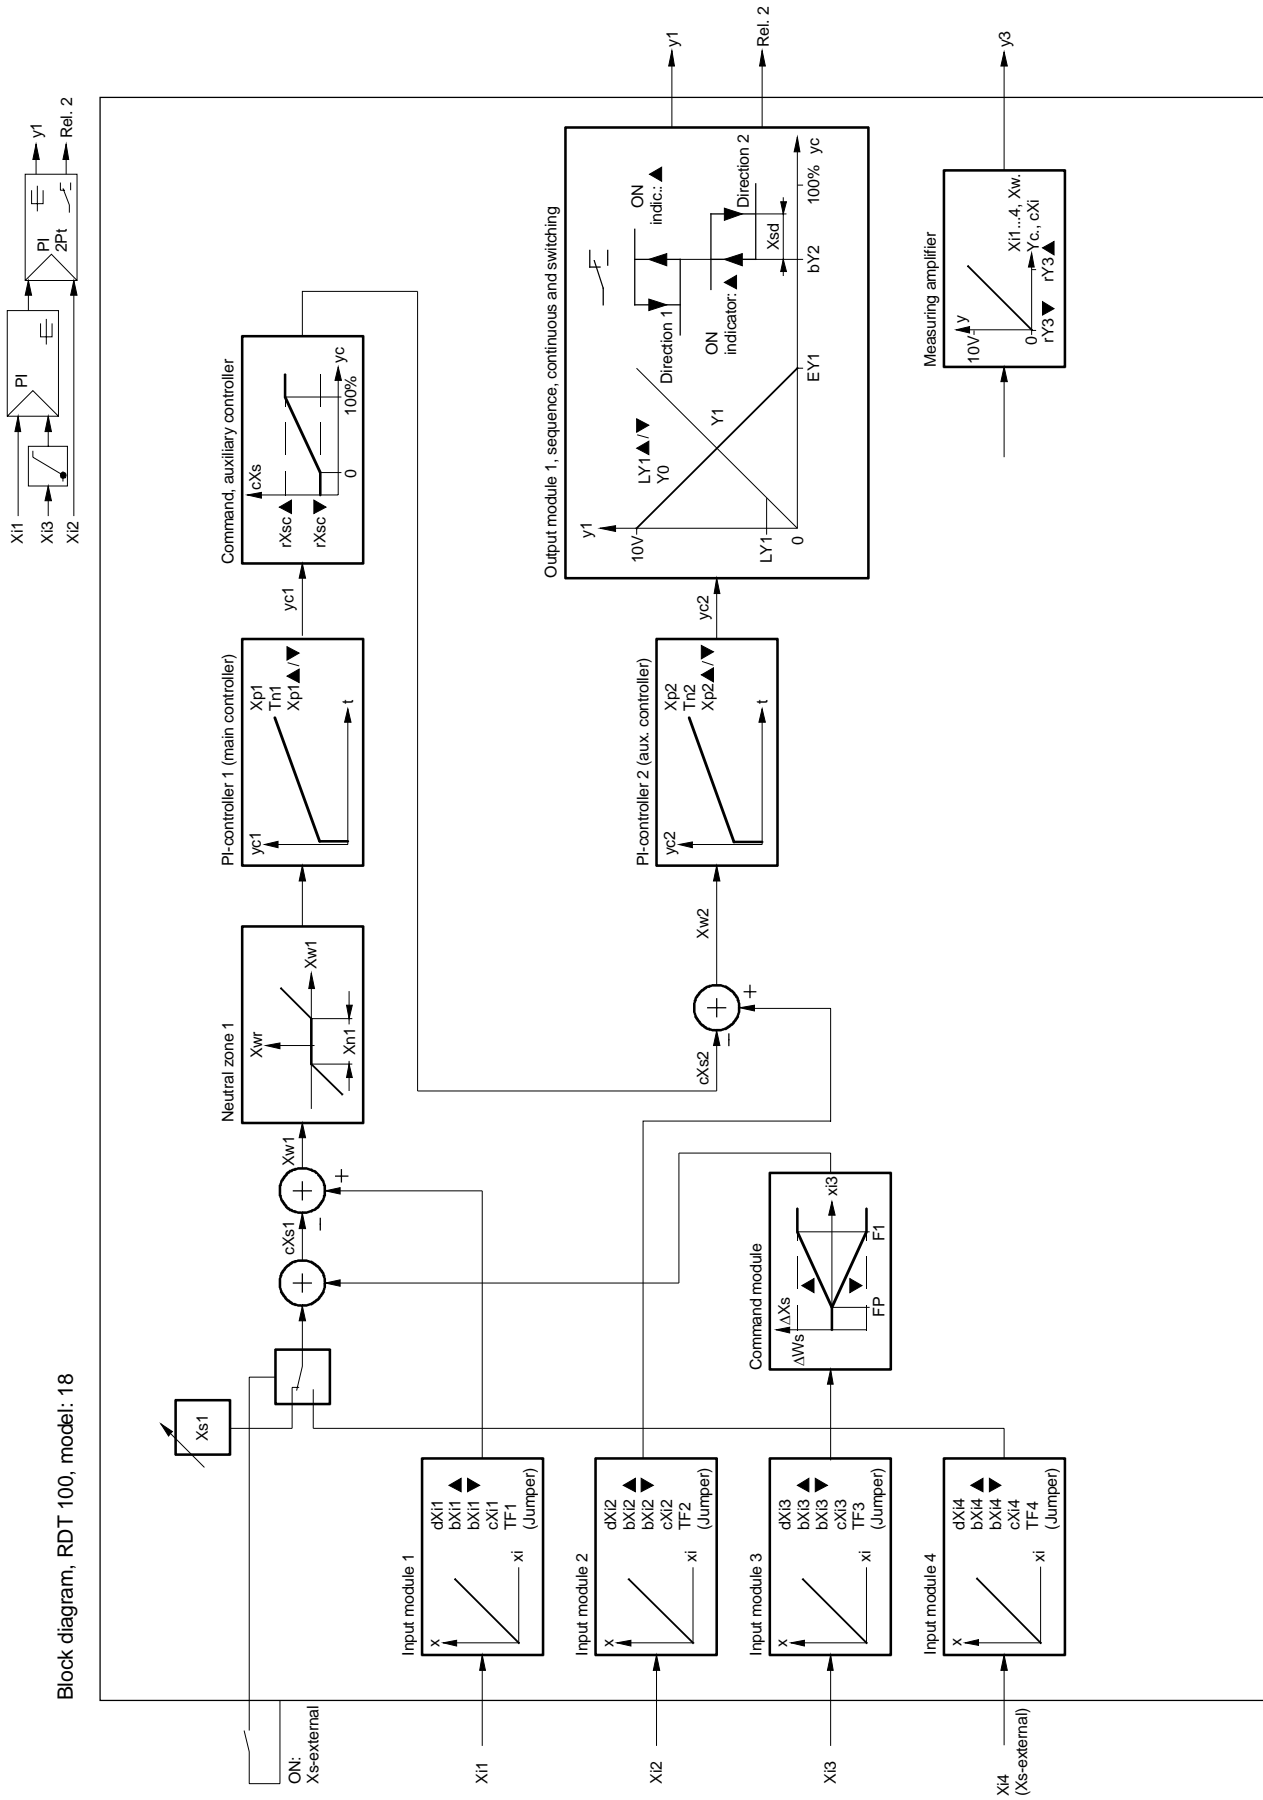 Block diagram, RDT 100, model: 18
Xi1
Xi3
Xi2
PI
PI
2Pt
y1
Rel. 2
ON:
Xs-external
Xs1
cXs1
+
+
−
+
Xw1
Neutral zone 1
Xwr
Xw1
Xn1
PI-controller 1 (main controller)
yc1
Xp1
Tn1
Xp1▲/▼
t
yc1
Command, auxiliary controller
cXs
rXsc ▲
rXsc ▼
0
100%
yc
Xi1
Input module 1
x
xi
dXi1
bXi1 ▲
bXi1 ▼
cXi1
TF1
(Jumper)
Xi2
Input module 2
x
xi
dXi2
bXi2 ▲
bXi2 ▼
cXi2
TF2
(Jumper)
cXs2
−
+
+
Xw2
PI-controller 2 (aux. controller)
yc2
Xp2
Tn2
Xp2▲/▼
t
yc2
Output module 1, sequence, continuous and switching
y1
10V
LY1
0
LY1▲/▼
Y0
Y1
EY1
Direction 1
ON
indic.: ▲
ON
indicator: ▲
Direction 2
Xsd
bY2
100%
yc
y1
Rel. 2
Xi3
Input module 3
x
xi
dXi3
bXi3 ▲
bXi3 ▼
cXi3
TF3
(Jumper)
Command module
ΔWs
ΔXs
▲
▼
FP
F1
xi3
Xi4
(Xs-external)
Input module 4
x
xi
dXi4
bXi4 ▲
bXi4 ▼
cXi4
TF4
(Jumper)
Measuring amplifier
y
10V
0
Xi1...4, Xw.
Yc., cXi
rY3▼
rY3▲
y3